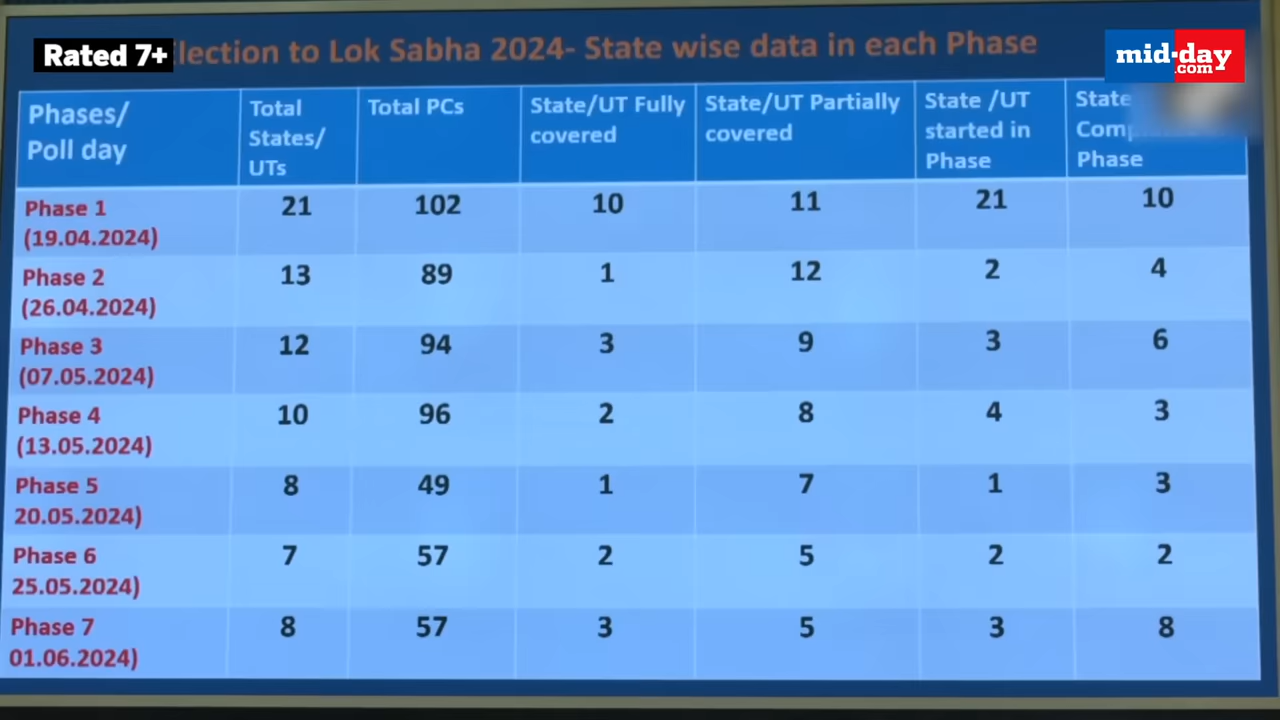 Rated 7+
lection to Lok Sabha 2024- State wise data in each Phase
mid-day
.com
Phases/
Poll day
Total
States/
UTs
Total PCs
State/UT Fully
covered
State/UT Partially
covered
State /UT
started in
Phase
State
Phase
Phase 1
(19.04.2024)
21
102
10
11
21
10
Phase 2
(26.04.2024)
13
89
1
12
2
4
Phase 3
(07.05.2024)
12
94
3
9
3
6
Phase 4
(13.05.2024)
10
96
2
8
4
3
Phase 5
20.05.2024)
8
49
1
7
1
3
Phase 6
25.05.2024)
7
57
2
5
2
2
Phase 7
01.06.2024)
8
57
3
5
3
8